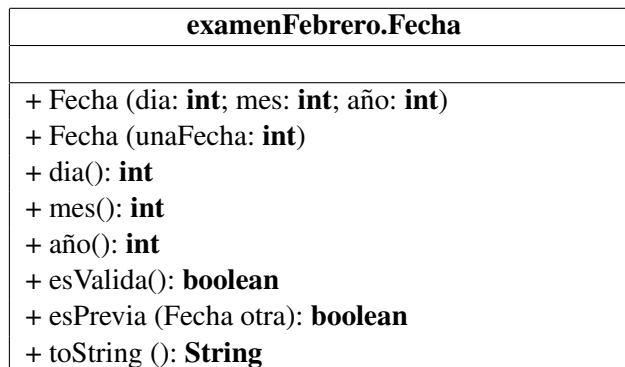 examenFebrero.Fecha
+ Fecha (dia: int; mes: int; año: int)
+ Fecha (unaFecha: int)
+ dia(): int
+ mes(): int
+ año(): int
+ esValida(): boolean
+ esPrevia (Fecha otra): boolean
+ toString (): String